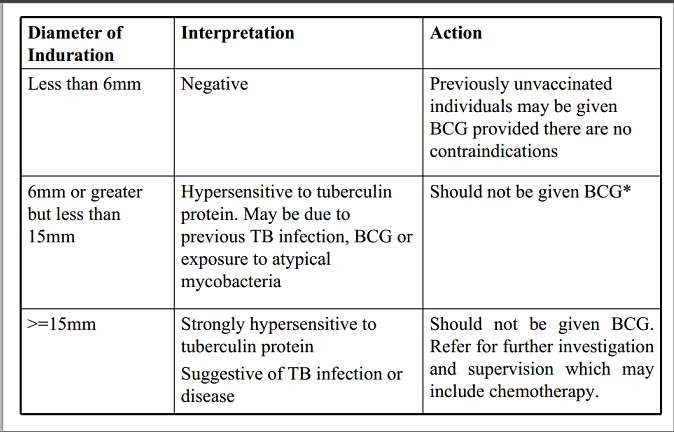 Diameter of
Induration
Interpretation
Action
Less than 6mm
Negative
Previously unvaccinated
individuals may be given
BCG provided there are no
contraindications
6mm or greater
but less than
15mm
Hypersensitive to tuberculin
protein. May be due to
previous TB infection, BCG or
exposure to atypical
mycobacteria
Should not be given BCG*
>=15mm
Strongly hypersensitive to
tuberculin protein
Suggestive of TB infection or
disease
Should not be given BCG.
Refer for further investigation
and supervision which may
include chemotherapy.